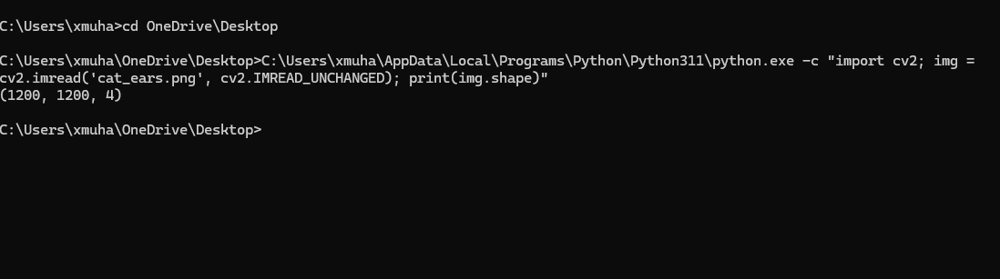 C:\Users\xmuha>cd OneDrive\Desktop
C:\Users\xmuha\OneDrive\Desktop>C:\Users\xmuha\AppData\Local\Programs\Python\Python311\python.exe -c "import cv2; img =
cv2.imread('cat_ears.png', cv2.IMREAD_UNCHANGED); print(img.shape)"
(1200, 1200, 4)
C:\Users\xmuha\OneDrive\Desktop>